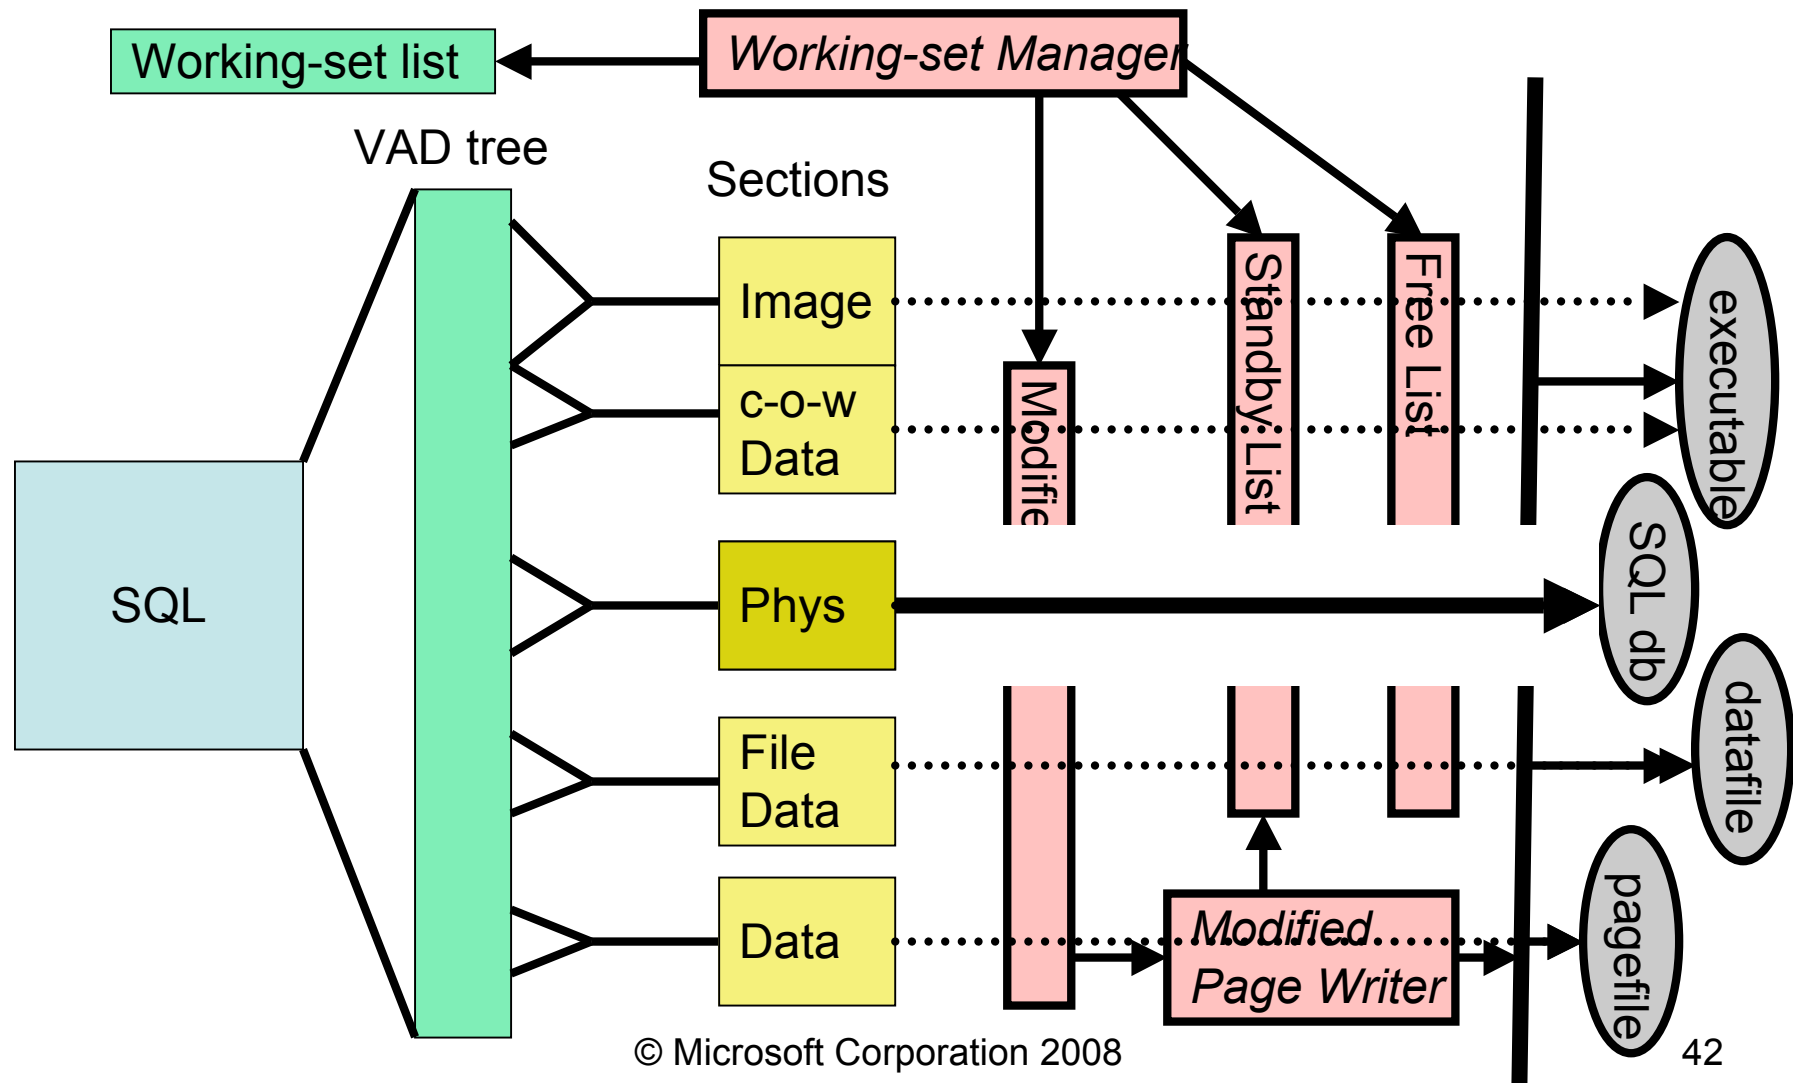 Working-set list
Working-set Manager
VAD tree
Sections
Image
c-o-w
Data
Modifie
Standby List
Free List
executable
SQL
Phys
SQL db
File
Data
datafile
Data
Modified
Page Writer
pagefile
© Microsoft Corporation 2008
42